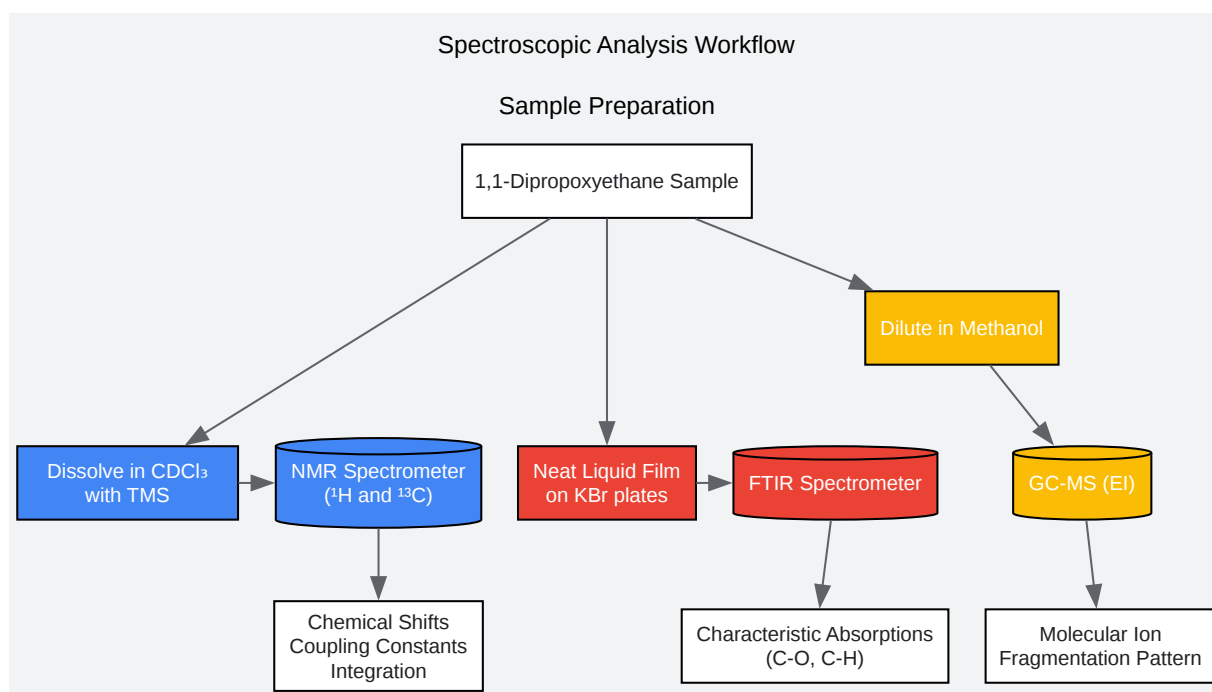 Spectroscopic Analysis Workflow
Sample Preparation
1,1-Dipropoxyethane Sample
Dilute in Methanol
Dissolve in CDCl₃
with TMS
NMR Spectrometer
(¹H and ¹³C)
Neat Liquid Film
on KBr plates
FTIR Spectrometer
GC-MS (EI)
Chemical Shifts
Coupling Constants
Integration
Characteristic Absorptions
(C-O, C-H)
Molecular Ion
Fragmentation Pattern